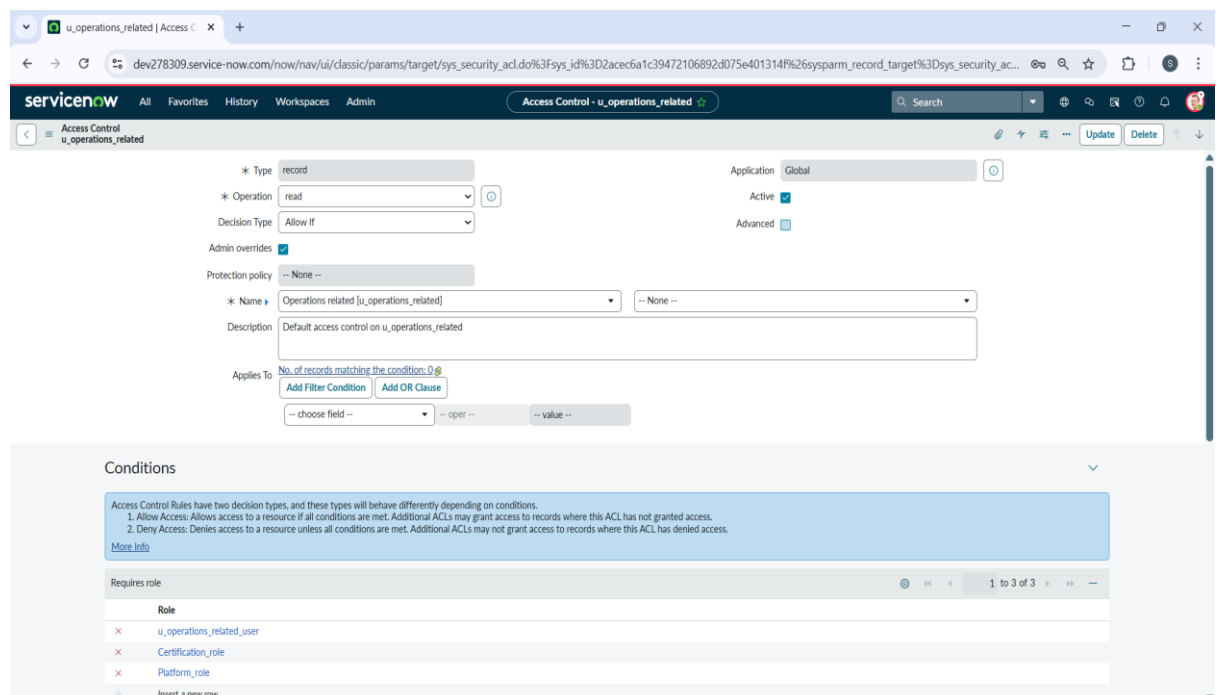 u_operations_related | Access C
dev278309.service-now.com/now/nav/ui/classic/params/target/sys_security_acl.do%3Fsys_id%3D2acec6a1c39472106892d075e401314f%26sysparm_record_target%3Dsys_security_ac...
S
servicenow All Favorites History Workspaces Admin Access Control - u_operations_related Search
Access Control
u_operations_related
Update Delete
Type record Application Global
Operation read Active
Decision Type Allow If Advanced
Admin overrides
Protection policy -- None --
Name Operations related [u_operations_related] -- None --
Description Default access control on u_operations_related
Applies To No. of records matching the condition: 0
Add Filter Condition Add OR Clause
-- choose field -- -- oper -- -- value --
Conditions
Access Control Rules have two decision types, and these types will behave differently depending on conditions.
1. Allow Access: Allows access to a resource if all conditions are met. Additional ACLs may grant access to records where this ACL has not granted access.
2. Deny Access: Denies access to a resource unless all conditions are met. Additional ACLs may not grant access to records where this ACL has denied access.
More Info
Requires role 1 to 3 of 3
Role
u_operations_related_user
Certification_role
Platform_role
Insert a new row...